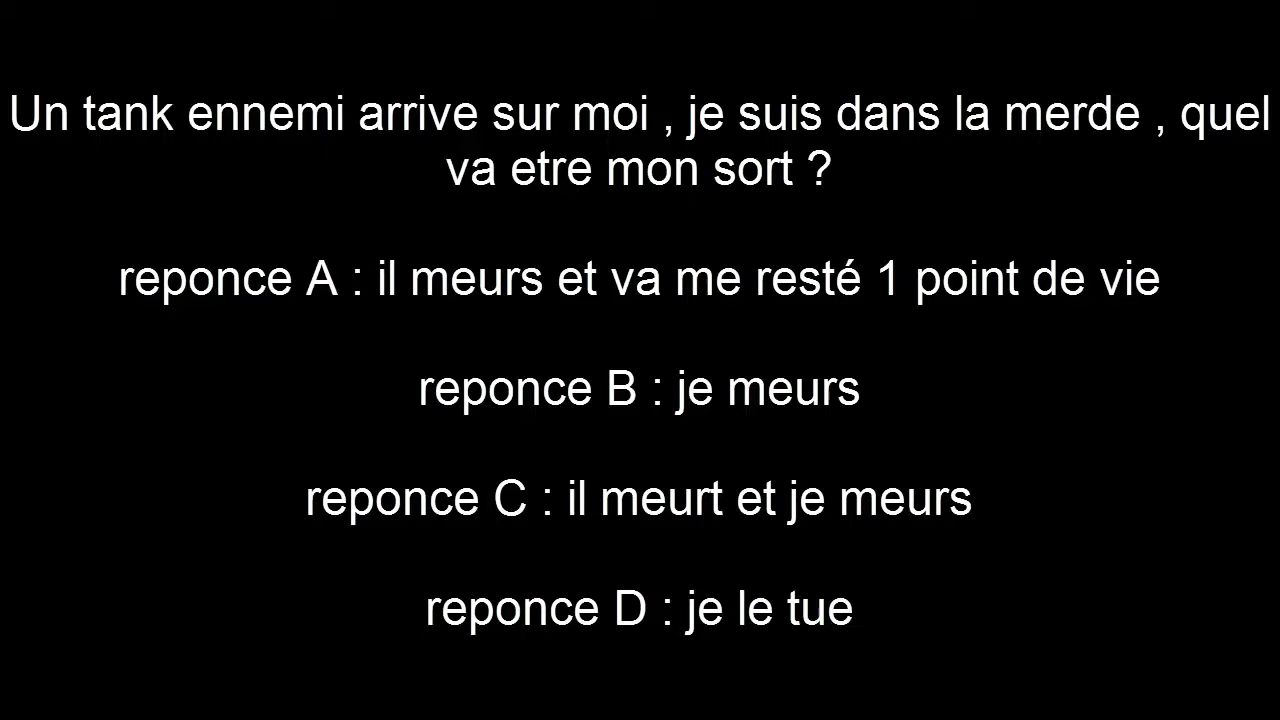 Un tank ennemi arrive sur moi , je suis dans la merde , quel
va etre mon sort ?
reponce A : il meurs et va me resté 1 point de vie
reponce B : je meurs
reponce C : il meurt et je meurs
reponce D : je le tue